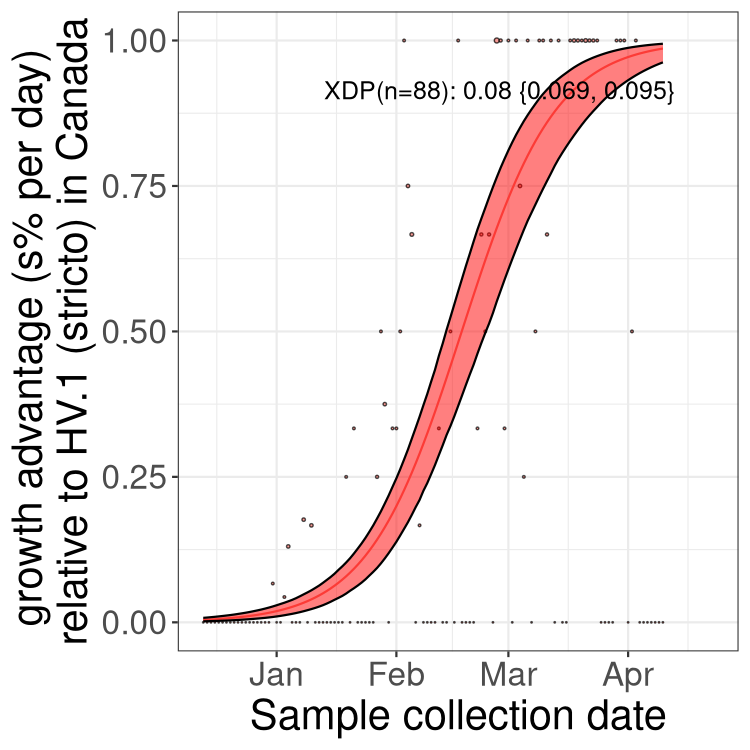 growth advantage (s% per day)
relative to HV.1 (stricto) in Canada
1.00
0.75
0.50
0.25
0.00
XDP(n=88): 0.08 {0.069, 0.095}
Jan Feb Mar Apr
Sample collection date